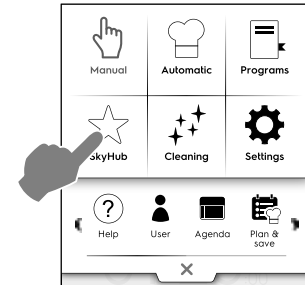 Manual Automatic Programs
SkyHub Cleaning Settings
? Help User Agenda Plan &
save